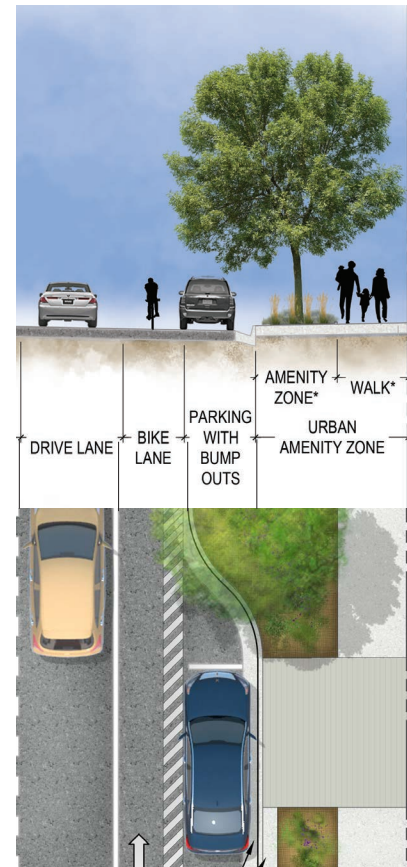 AMENITY
ZONE*
WALK*
DRIVE LANE
BIKE
LANE
PARKING
WITH
BUMP
OUTS
URBAN
AMENITY ZONE